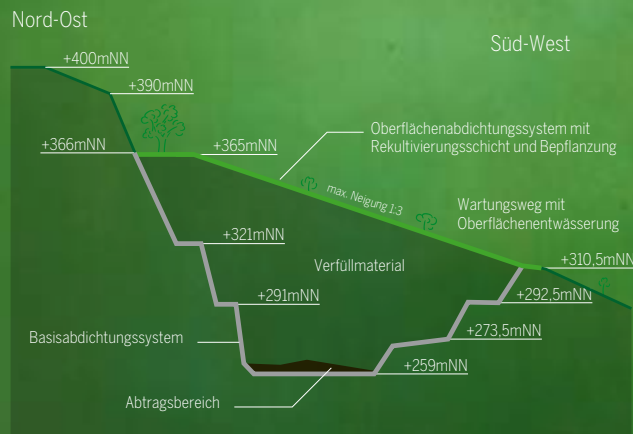 Nord-Ost
Süd-West
+400mNN
+390mNN
+366mNN
+365mNN
Oberflächenabdichtungssystem mit
Rekultivierungsschicht und Bepflanzung
max. Neigung 1:3
Wartungsweg mit
Oberflächenentwässerung
+321mNN
Verfüllmaterial
+310,5mNN
+291mNN
+292,5mNN
Basisabdichtungssystem
+273,5mNN
+259mNN
Abtragsbereich